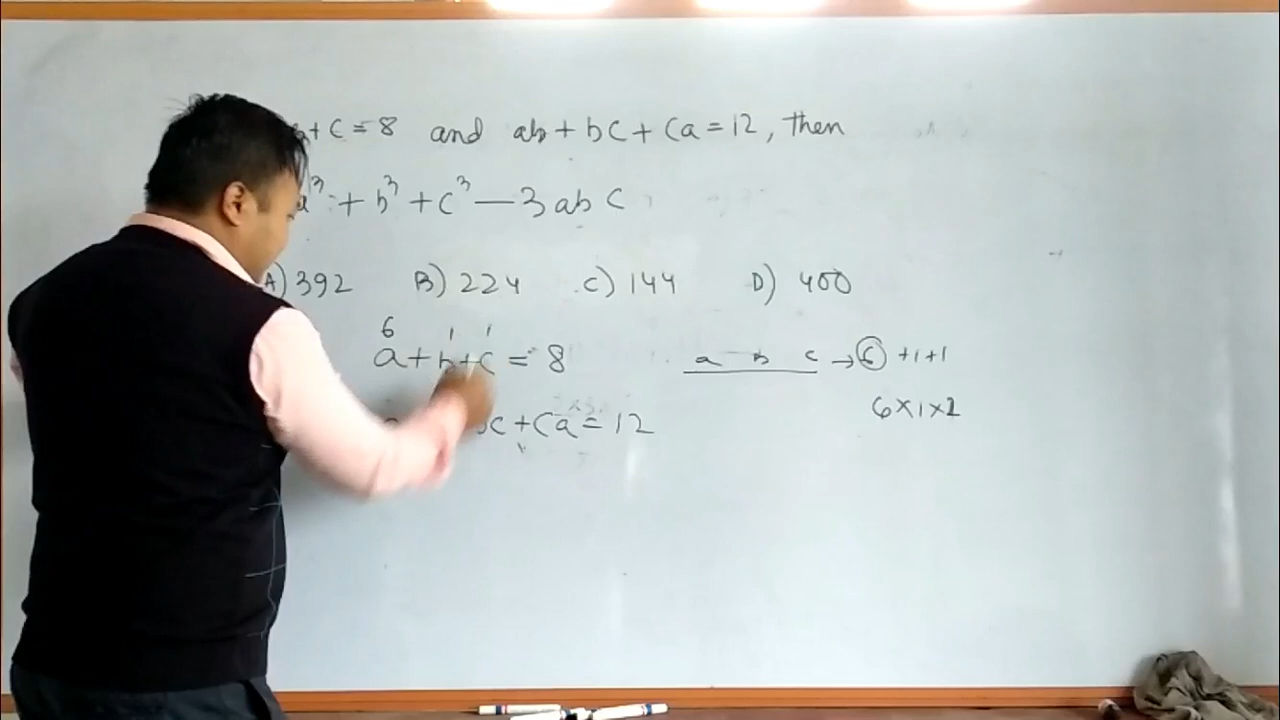 + c = 8 and ab + bc + ca = 12, then
a³ + b³ + c³ — 3abc
A) 392 B) 224 C) 144 D) 400
6 1 1
a + b + c = 8 a b c → 6 + 1 + 1
6 × 1 × 2
c + ca = 12